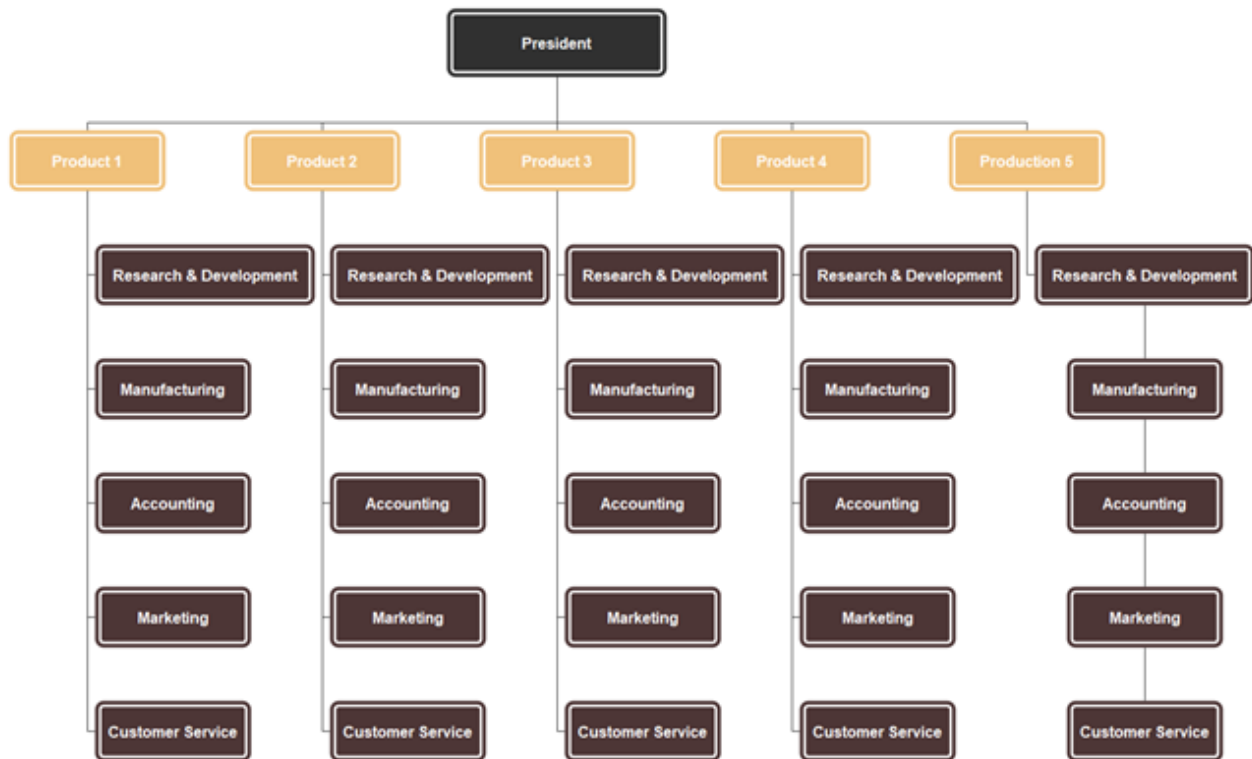 President
Product 1
Product 2
Product 3
Product 4
Production 5
Research & Development
Research & Development
Research & Development
Research & Development
Research & Development
Manufacturing
Manufacturing
Manufacturing
Manufacturing
Manufacturing
Accounting
Accounting
Accounting
Accounting
Accounting
Marketing
Marketing
Marketing
Marketing
Marketing
Customer Service
Customer Service
Customer Service
Customer Service
Customer Service